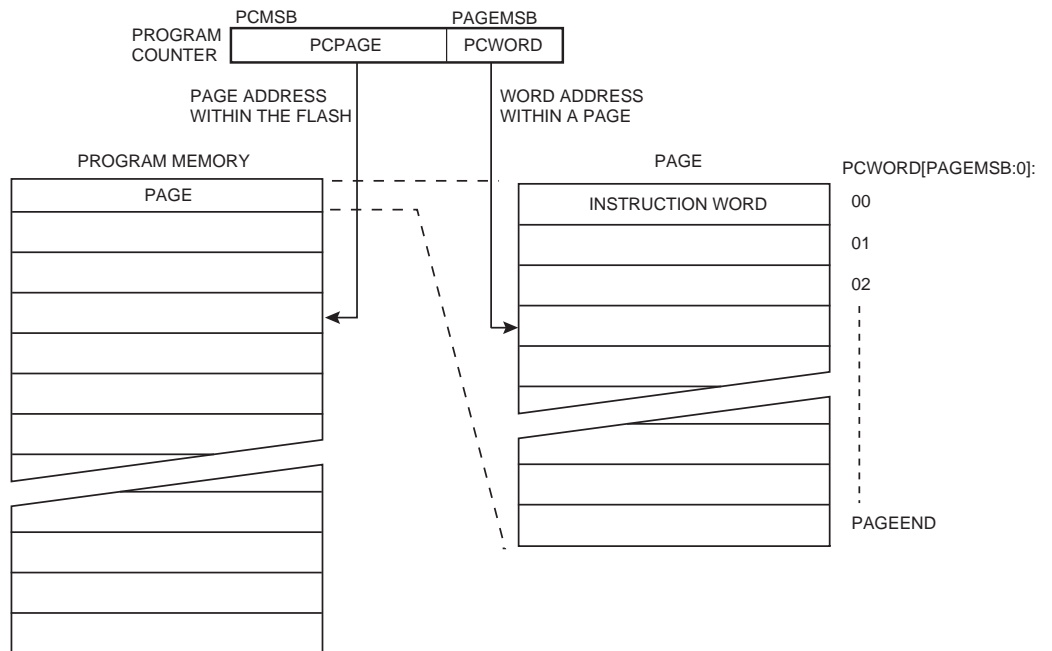 PCMSB
PAGEMSB
PROGRAM
COUNTER
PCPAGE
PCWORD
PAGE ADDRESS
WITHIN THE FLASH
WORD ADDRESS
WITHIN A PAGE
PROGRAM MEMORY
PAGE
PAGE
INSTRUCTION WORD
PCWORD[PAGEMSB:0]:
00
01
02
PAGEEND